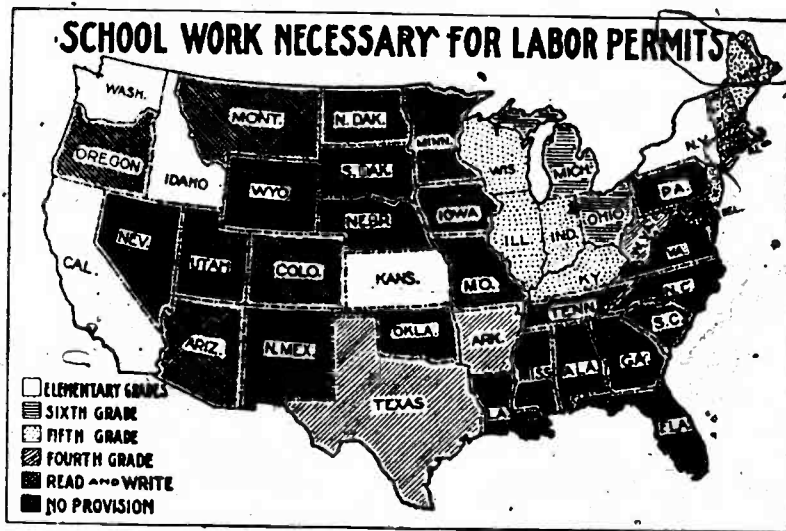 SCHOOL WORK NECESSARY FOR LABOR PERMITS
WASH.
MONT.
N. DAK.
MINN.
OREGON
IDAHO
WYO.
S. DAK.
WIS.
MICH.
N.Y.
NEBR.
IOWA
PA.
NEV.
UTAH
COLO.
KANS.
MO.
ILL.
IND.
OHIO
DEL.
CAL.
KY.
VA.
ARIZ.
N. MEX.
OKLA.
ARK.
TENN.
N.C.
S.C.
TEXAS
LA.
ALA.
GA.
FLA.
ELEMENTARY GRADES
SIXTH GRADE
FIFTH GRADE
FOURTH GRADE
READ AND WRITE
NO PROVISION